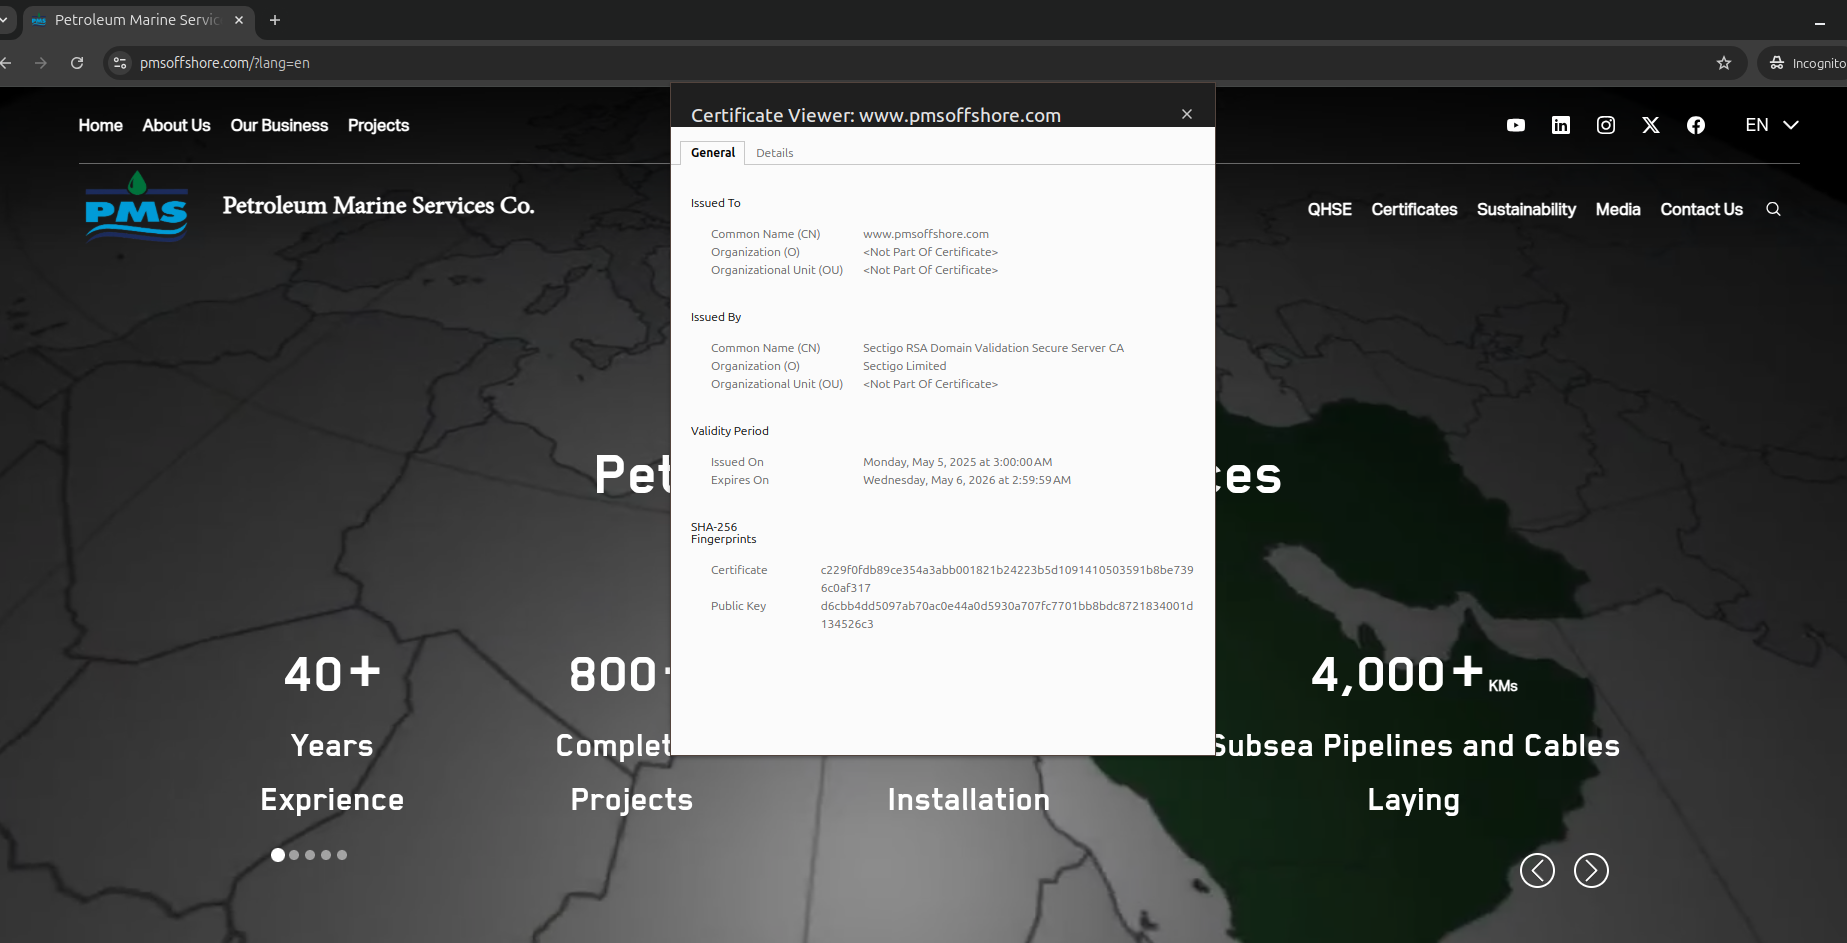 Petroleum Marine Servic
pmsoffshore.com/?lang=en
Incognito
Home About Us Our Business Projects
EN
PMS
Petroleum Marine Services Co.
QHSE Certificates Sustainability Media Contact Us
Certificate Viewer: www.pmsoffshore.com
General Details
Issued To
Common Name (CN) www.pmsoffshore.com
Organization (O) <Not Part Of Certificate>
Organizational Unit (OU) <Not Part Of Certificate>
Issued By
Common Name (CN) Sectigo RSA Domain Validation Secure Server CA
Organization (O) Sectigo Limited
Organizational Unit (OU) <Not Part Of Certificate>
Validity Period
Issued On Monday, May 5, 2025 at 3:00:00 AM
Expires On Wednesday, May 6, 2026 at 2:59:59 AM
SHA-256
Fingerprints
Certificate c229f0fdb89ce354a3abb001821b24223b5d1091410503591b8be739
6c0af317
Public Key d6cbb4dd5097ab70ac0e44a0d5930a707fc7701bb8bdc8721834001d
134526c3
Pet ces
40+ 800 4,000+ KMs
Years Complet Subsea Pipelines and Cables
Exprience Projects Installation Laying